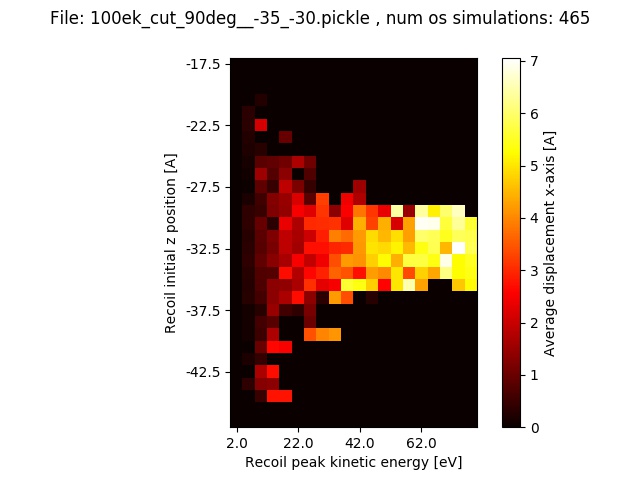 File: 100ek_cut_90deg__-35_-30.pickle , num os simulations: 465
-17.5
-22.5
-27.5
-32.5
-37.5
-42.5
Recoil initial z position [A]
2.0 22.0 42.0 62.0
Recoil peak kinetic energy [eV]
7
6
5
4
3
2
1
0
Average displacement x-axis [A]